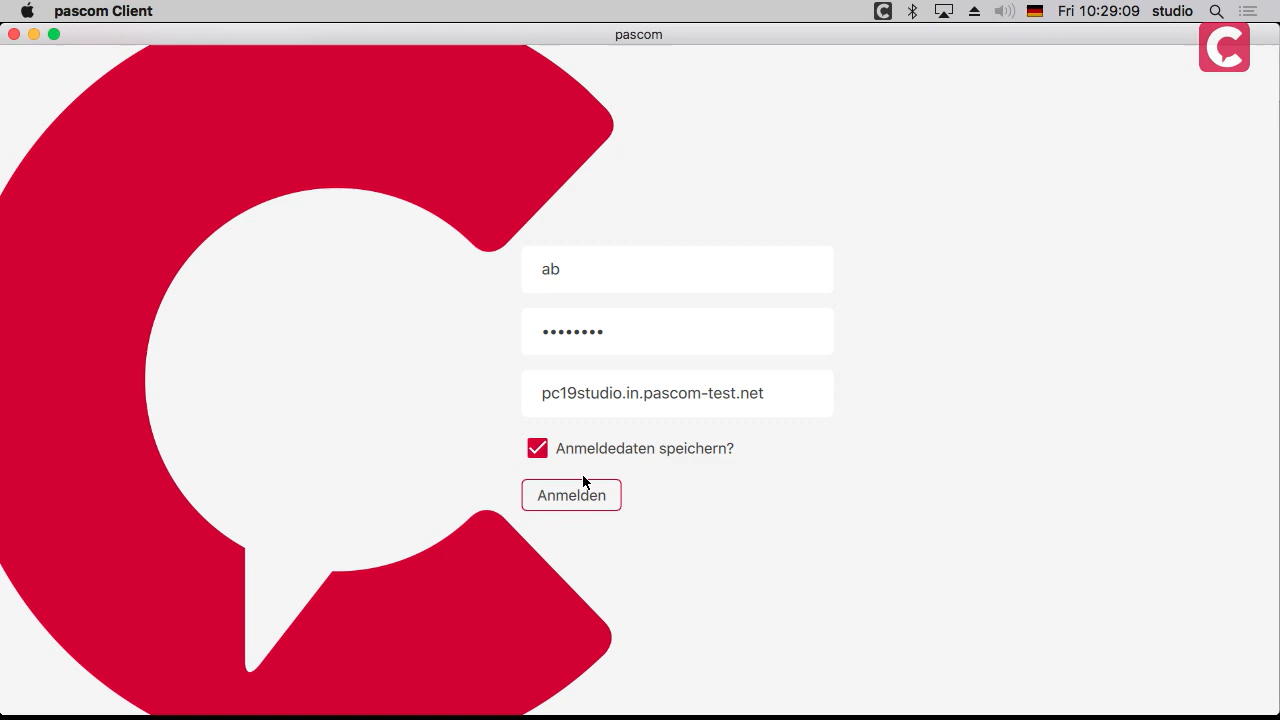 pascom Client
Fri 10:29:09 studio
pascom
ab
••••••••
pc19studio.in.pascom-test.net
Anmeldedaten speichern?
Anmelden